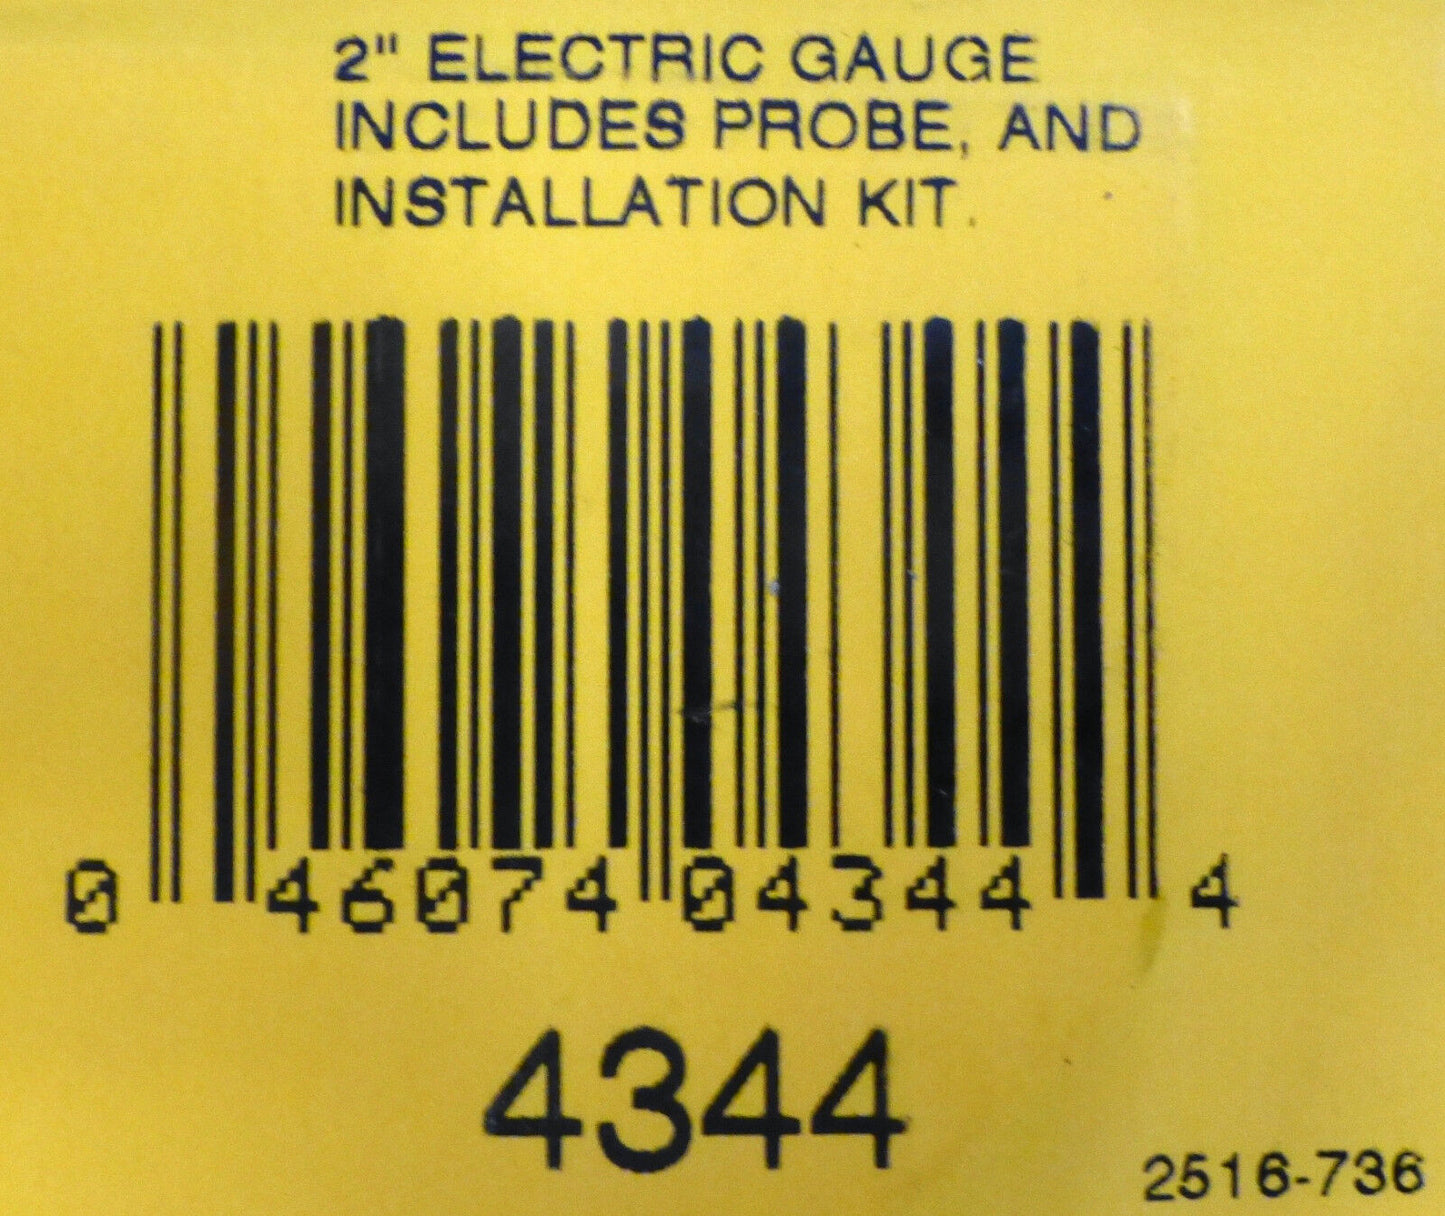 2" ELECTRIC GAUGE
INCLUDES PROBE, AND
INSTALLATION KIT.
0 46074 04344 4
4344
2516-736